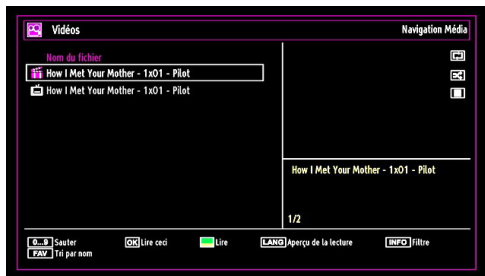 Vidéos Navigation Média
Nom du fichier
How I Met Your Mother - 1x01 - Pilot
How I Met Your Mother - 1x01 - Pilot
How I Met Your Mother - 1x01 - Pilot
1/2
0...9 Sauter OK Lire ceci Lire LANG Aperçu de la lecture INFO Filtre
FAV Tri par nom